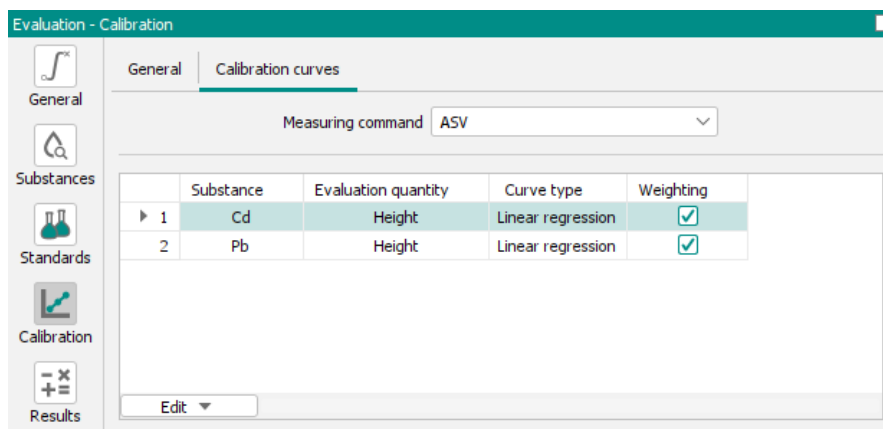 Evaluation - Calibration
General
Substances
Standards
Calibration
Results
General Calibration curves
Measuring command ASV
Substance Evaluation quantity Curve type Weighting
1 Cd Height Linear regression
2 Pb Height Linear regression
Edit